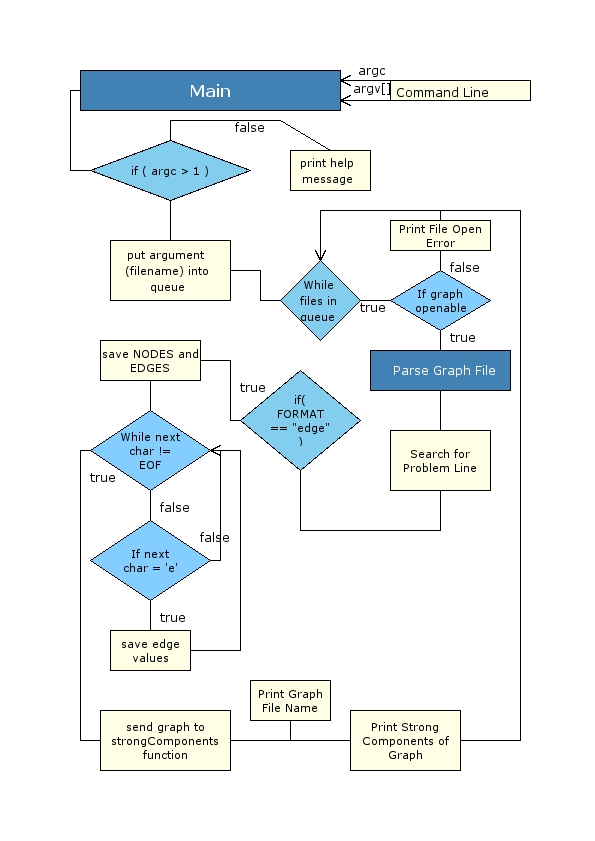 argc
Main
argv[]
Command Line
false
if ( argc > 1 )
print help
message
Print File Open
Error
put argument
(filename) into
queue
While
files in
queue
true
false
If graph
openable
true
save NODES and
EDGES
true
if(
FORMAT
== "edge"
)
Parse Graph File
While next
char !=
EOF
true
Search for
Problem Line
false
false
If next
char = 'e'
true
save edge
values
Print Graph
File Name
send graph to
strongComponents
function
Print Strong
Components of
Graph